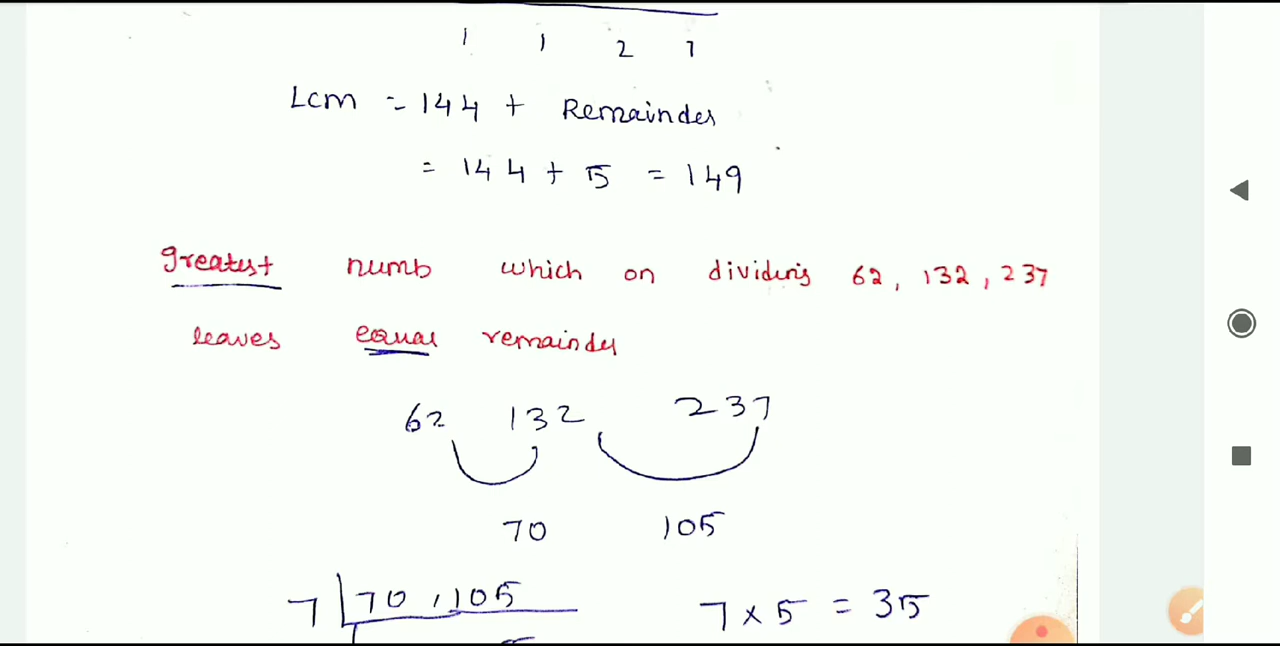 1 1 2 1
Lcm = 144 + Remainder
= 144 + 5 = 149
greatest numb which on dividing 62, 132, 237
leaves equal remainder
62 132 237
70 105
7 70, 105
7 x 5 = 35